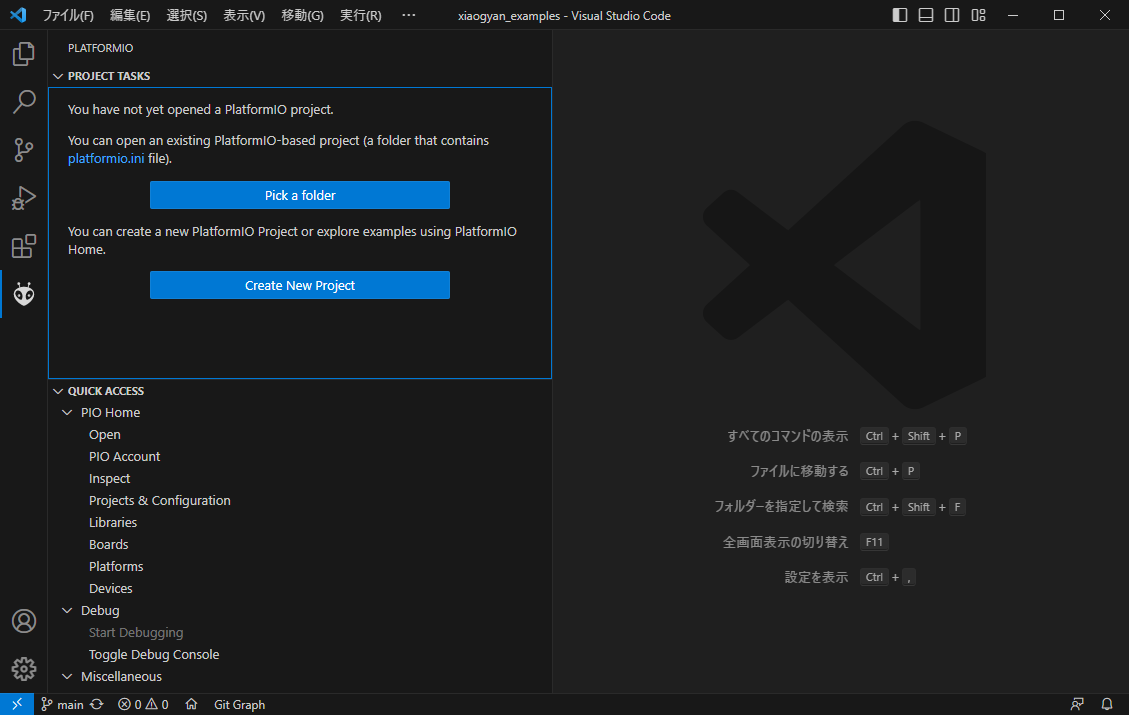 ファイル(F) 編集(E) 選択(S) 表示(V) 移動(G) 実行(R) ··· xiaogyan_examples - Visual Studio Code
PLATFORMIO
PROJECT TASKS
You have not yet opened a PlatformIO project.
You can open an existing PlatformIO-based project (a folder that contains
platformio.ini file).
Pick a folder
You can create a new PlatformIO Project or explore examples using PlatformIO
Home.
Create New Project
QUICK ACCESS
PIO Home
Open
PIO Account
Inspect
Projects & Configuration
Libraries
Boards
Platforms
Devices
Debug
Start Debugging
Toggle Debug Console
Miscellaneous
すべてのコマンドの表示 Ctrl + Shift + P
ファイルに移動する Ctrl + P
フォルダーを指定して検索 Ctrl + Shift + F
全画面表示の切り替え F11
設定を表示 Ctrl + ,
main 0 0 Git Graph